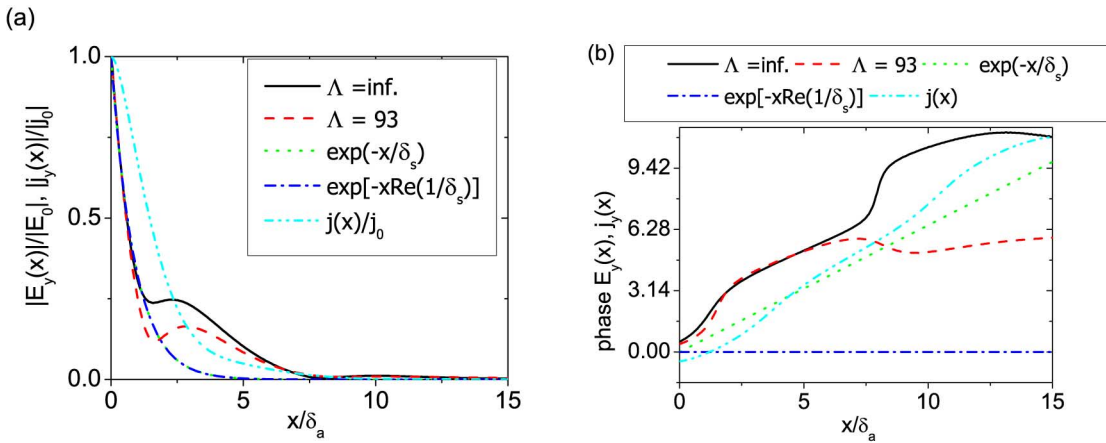 (a)
|E_y(x)|/|E_0|, |j_y(x)|/|j_0|
1.0
0.5
0.0
Λ =inf.
Λ = 93
exp(-x/δ_s)
exp[-xRe(1/δ_s)]
j(x)/j_0
0 5 10 15
x/δ_a
(b)
Λ =inf. Λ = 93 exp(-x/δ_s)
exp[-xRe(1/δ_s)] j(x)
phase E_y(x), j_y(x)
9.42
6.28
3.14
0.00
0 5 10 15
x/δ_a